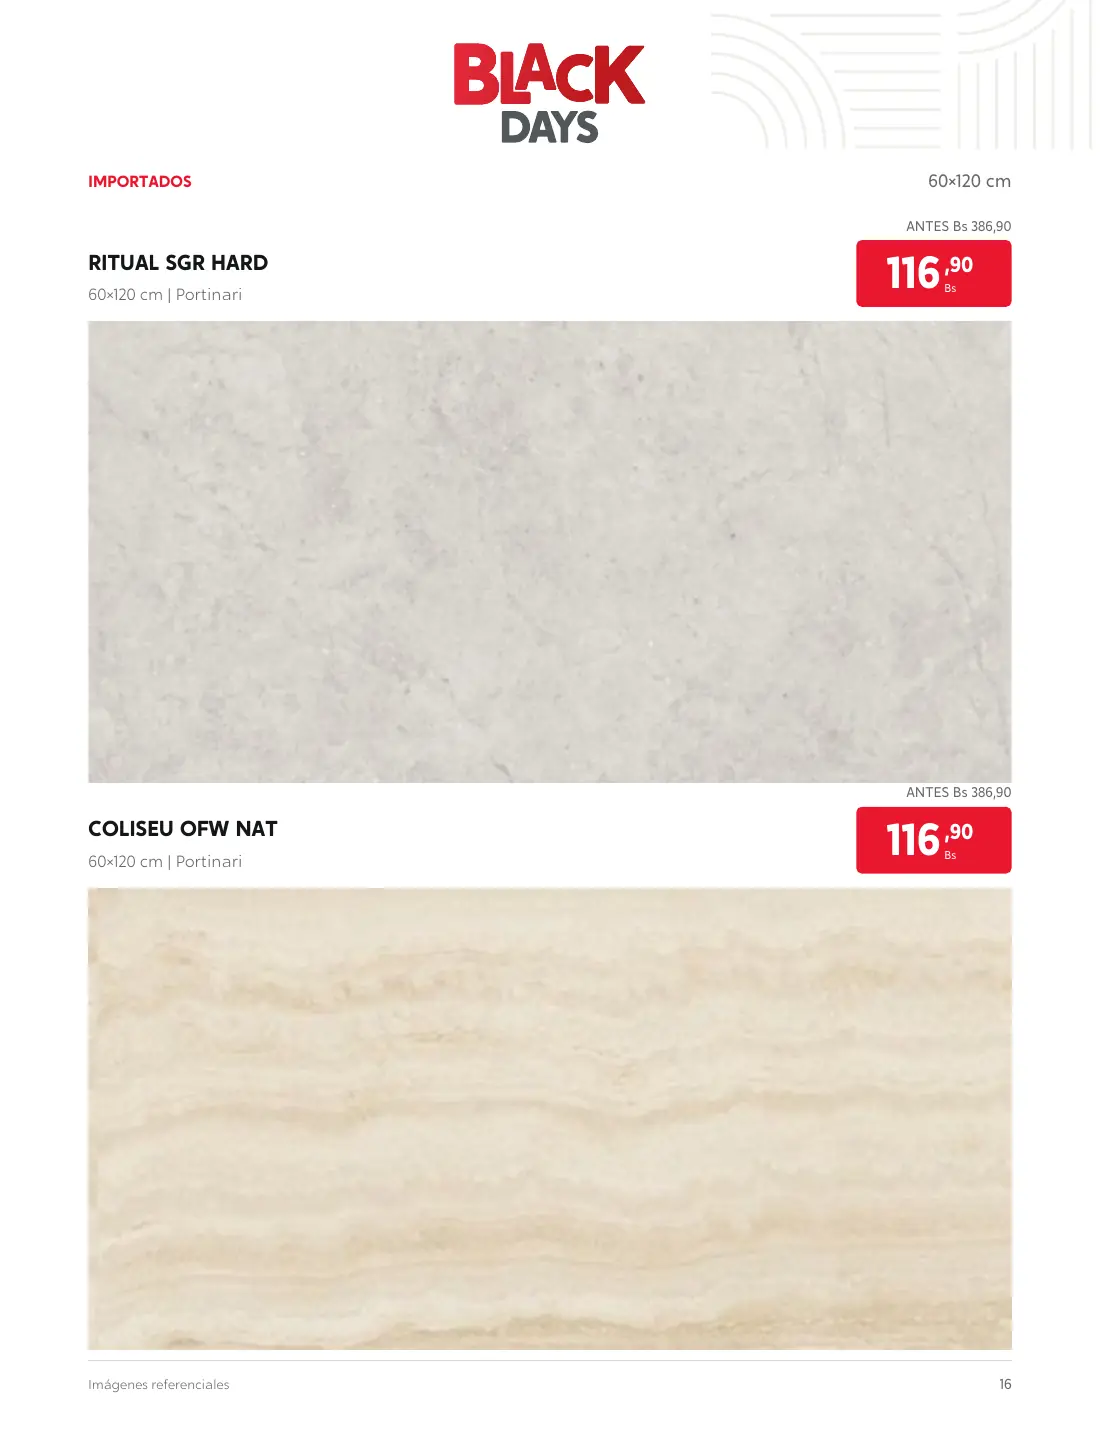 BLACK
DAYS
IMPORTADOS
60×120 cm
ANTES Bs 386,90
RITUAL SGR HARD
116,90
Bs
60×120 cm | Portinari
ANTES Bs 386,90
COLISEU OFW NAT
116,90
Bs
60×120 cm | Portinari
Imágenes referenciales
16